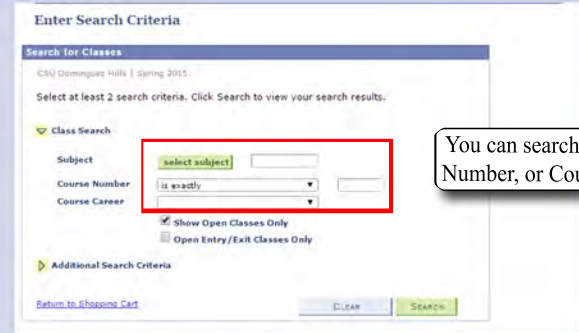 Enter Search Criteria
Search for Classes
CSU Dominguez Hills | Spring 2015
Select at least 2 search criteria. Click Search to view your search results.
Class Search
Subject select subject
Course Number is exactly
Course Career
Show Open Classes Only
Open Entry/Exit Classes Only
Additional Search Criteria
Return to Shopping Cart CLEAR SEARCH
You can search
Number, or Cou